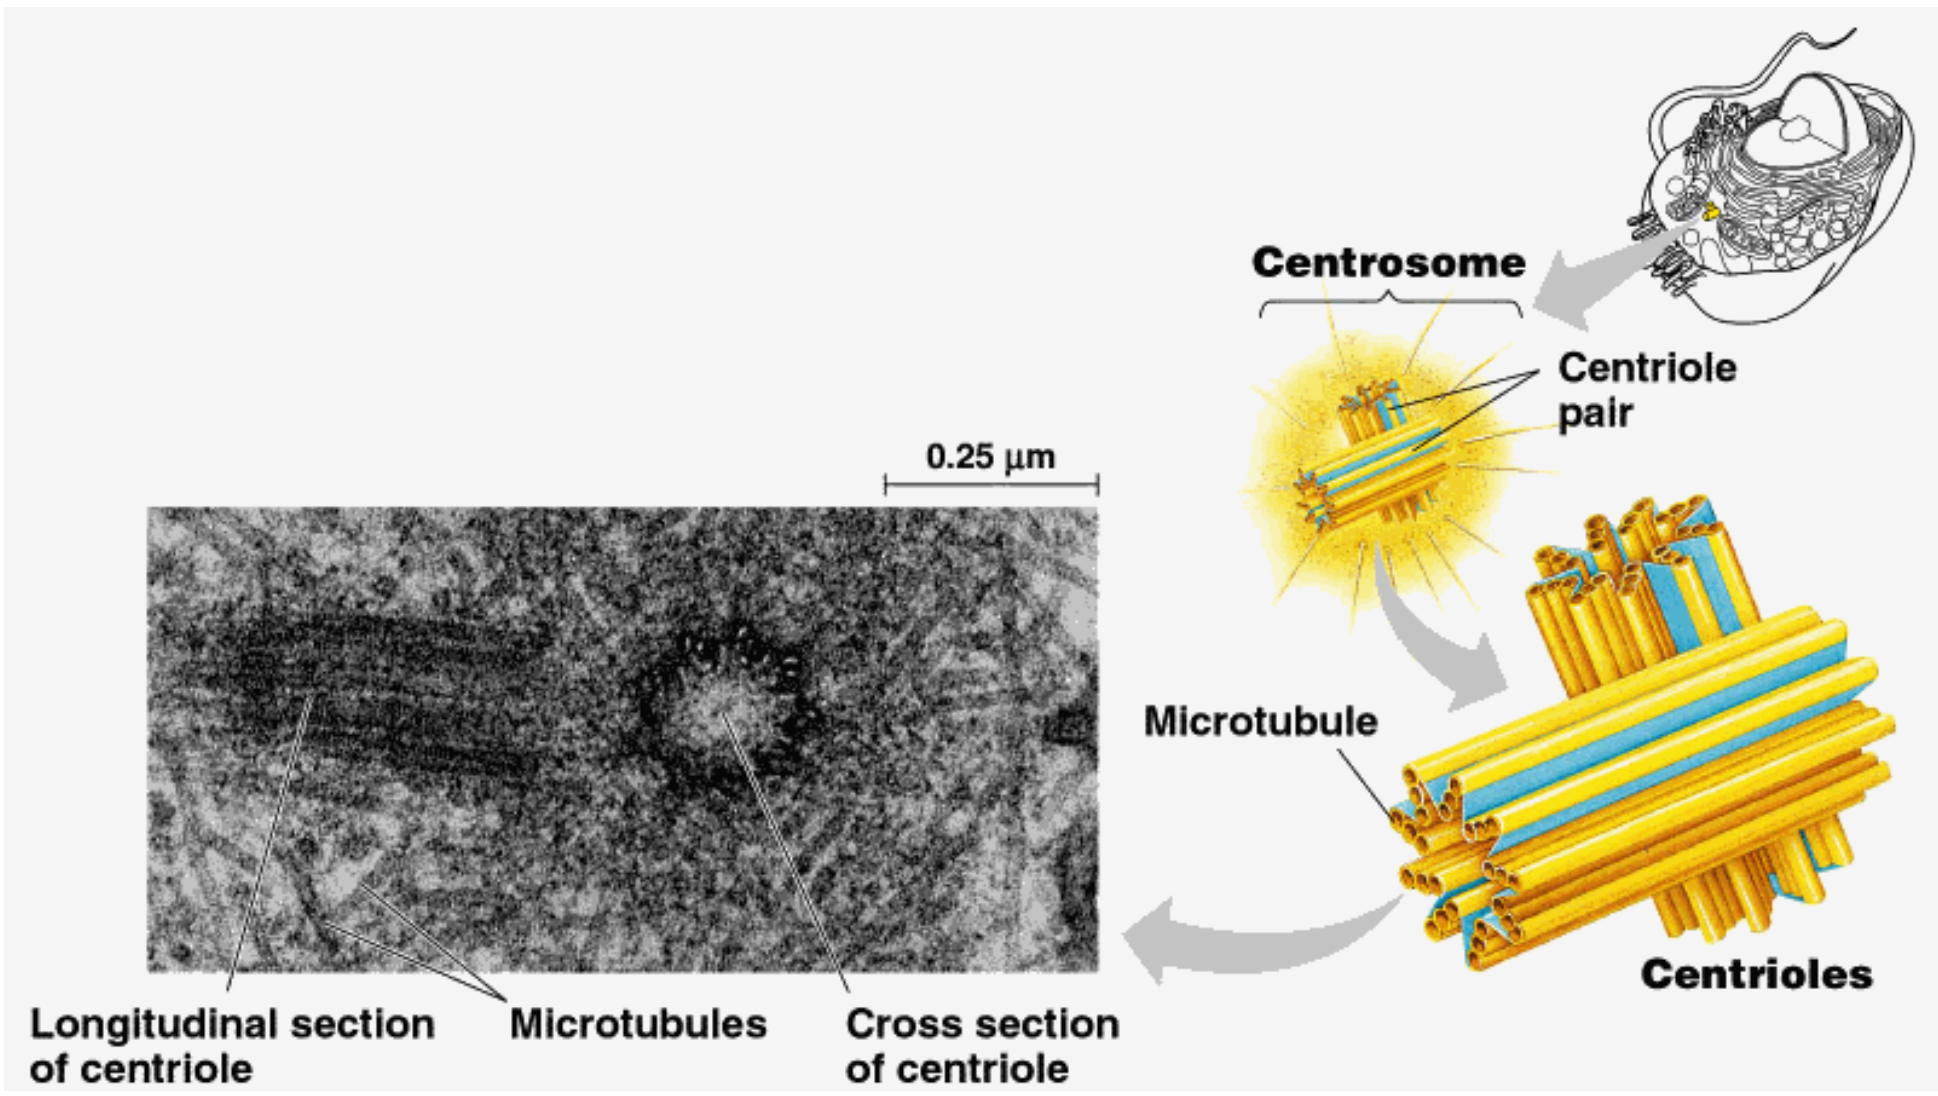 Centrosome
Centriole
pair
0.25 µm
Microtubule
Centrioles
Longitudinal section
of centriole
Microtubules
Cross section
of centriole